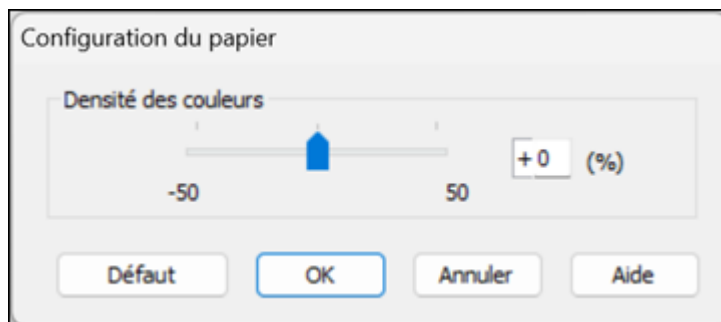 Configuration du papier
Densité des couleurs
+0 (%)
-50 50
Défaut OK Annuler Aide